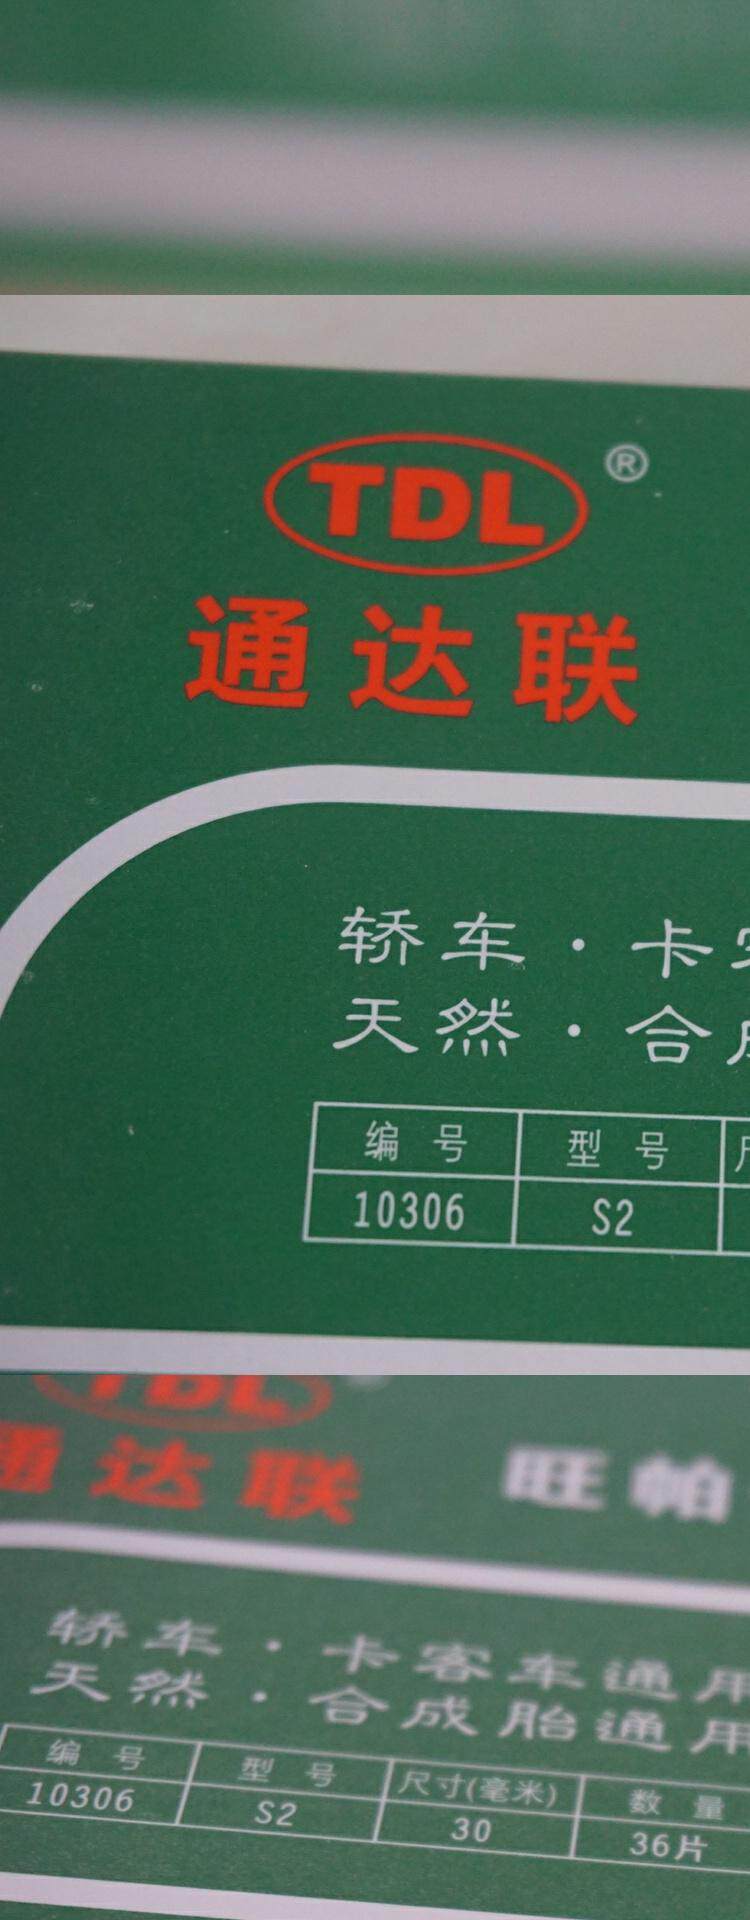 TDL ®
通达联
轿车·卡
天然·合
编号 型号
10306 S2
TDL
通达联 旺帕
轿车·卡客车通用
天然·合成胎通用
编号 型号 尺寸(毫米) 数量
10306 S2 30 36片